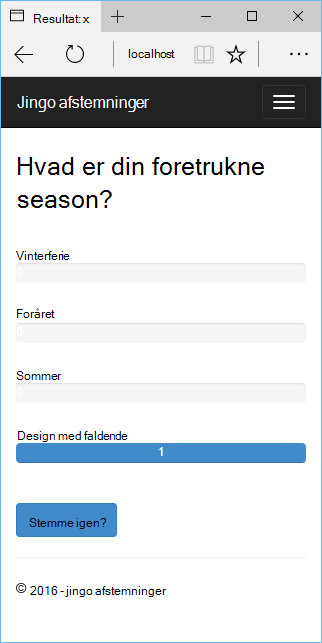 Resultat: x
localhost
Jingo afstemninger
Hvad er din foretrukne
season?
Vinterferie
0
Foråret
0
Sommer
0
Design med faldende
1
Stemme igen?
© 2016 - jingo afstemninger